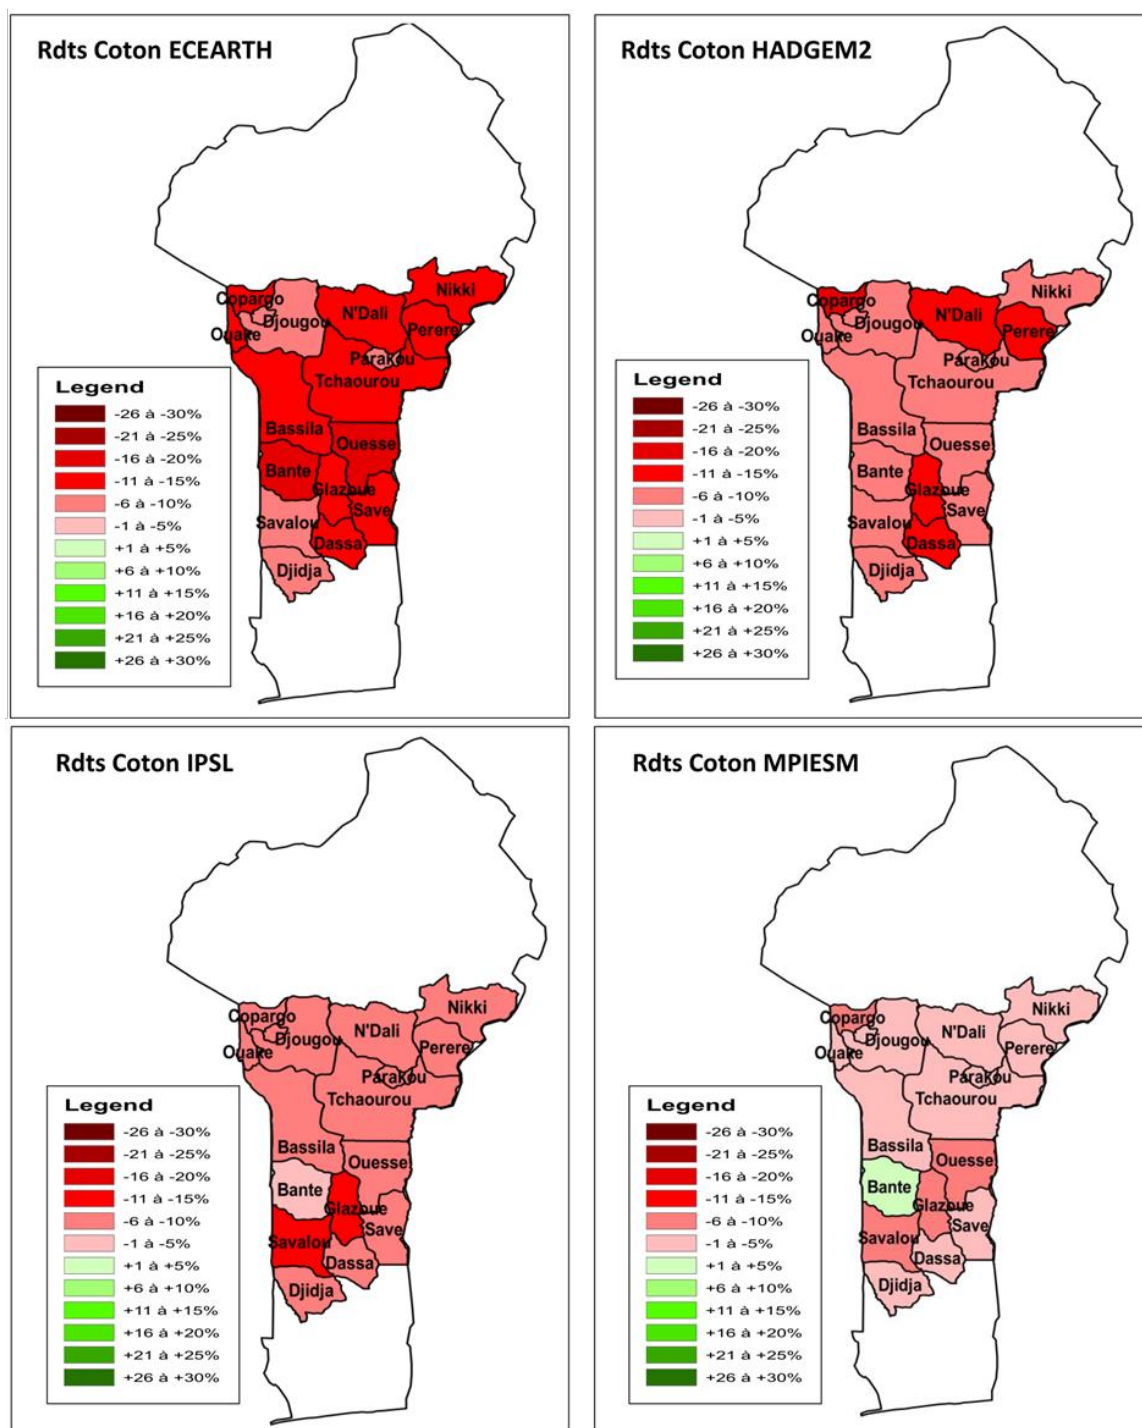 Rdts Coton ECEARTH
Copargo
Djougou
Ouake
N'Dali
Nikki
Perere
Parakou
Tchaourou
Bassila
Ouesse
Bante
Glazoue
Save
Savalou
Dassa
Djidja
Legend
-26 à -30%
-21 à -25%
-16 à -20%
-11 à -15%
-6 à -10%
-1 à -5%
+1 à +5%
+6 à +10%
+11 à +15%
+16 à +20%
+21 à +25%
+26 à +30%
Rdts Coton HADGEM2
Copargo
Djougou
Ouake
N'Dali
Nikki
Perere
Parakou
Tchaourou
Bassila
Ouesse
Bante
Glazoue
Save
Savalou
Dassa
Djidja
Legend
-26 à -30%
-21 à -25%
-16 à -20%
-11 à -15%
-6 à -10%
-1 à -5%
+1 à +5%
+6 à +10%
+11 à +15%
+16 à +20%
+21 à +25%
+26 à +30%
Rdts Coton IPSL
Copargo
Djougou
Ouake
N'Dali
Nikki
Perere
Parakou
Tchaourou
Bassila
Ouesse
Bante
Glazoue
Save
Savalou
Dassa
Djidja
Legend
-26 à -30%
-21 à -25%
-16 à -20%
-11 à -15%
-6 à -10%
-1 à -5%
+1 à +5%
+6 à +10%
+11 à +15%
+16 à +20%
+21 à +25%
+26 à +30%
Rdts Coton MPIESM
Copargo
Djougou
Ouake
N'Dali
Nikki
Perere
Parakou
Tchaourou
Bassila
Ouesse
Bante
Glazoue
Save
Savalou
Dassa
Djidja
Legend
-26 à -30%
-21 à -25%
-16 à -20%
-11 à -15%
-6 à -10%
-1 à -5%
+1 à +5%
+6 à +10%
+11 à +15%
+16 à +20%
+21 à +25%
+26 à +30%